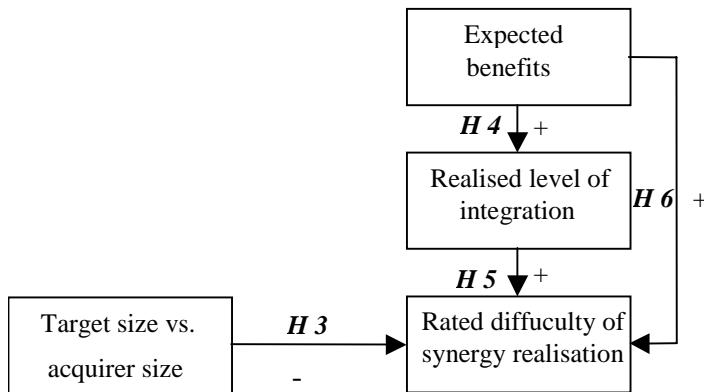 Expected
benefits
H 4 +
Realised level of
integration
H 6 +
H 5 +
Target size vs.
acquirer size
H 3
-
Rated diffuculty of
synergy realisation